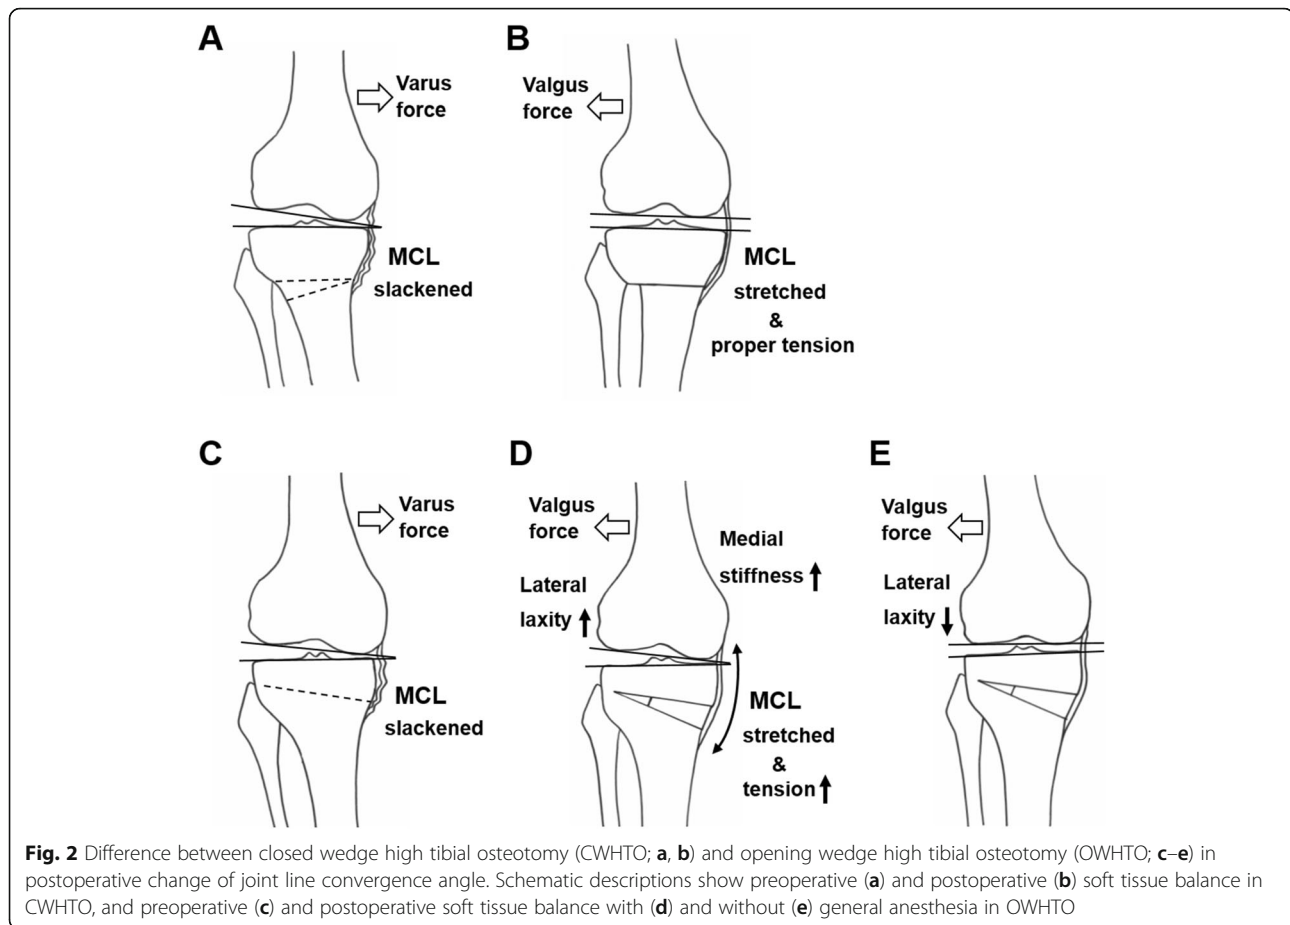 A
Varus
force
MCL
slackened
B
Valgus
force
MCL
stretched
&
proper tension
C
Varus
force
MCL
slackened
D
Valgus
force
Lateral
laxity
Medial
stiffness
MCL
stretched
&
tension
E
Valgus
force
Lateral
laxity
Fig. 2 Difference between closed wedge high tibial osteotomy (CWHTO; a, b) and opening wedge high tibial osteotomy (OWHTO; c–e) in
postoperative change of joint line convergence angle. Schematic descriptions show preoperative (a) and postoperative (b) soft tissue balance in
CWHTO, and preoperative (c) and postoperative soft tissue balance with (d) and without (e) general anesthesia in OWHTO